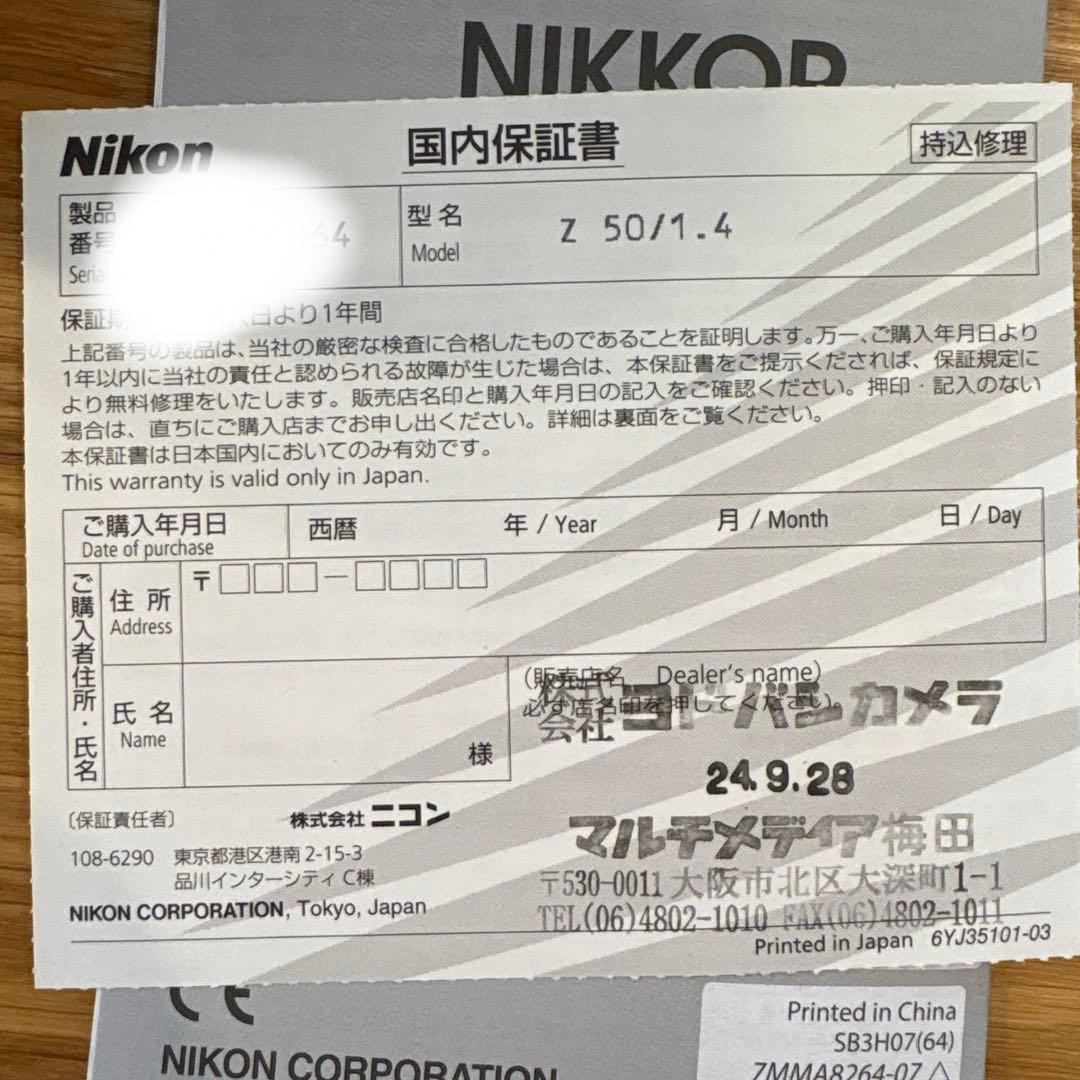 NIKKOR
Nikon 国内保証書 持込修理
製品
番号 64
型名 Z 50/1.4
Model
日より1年間
上記番号の製品は、当社の厳密な検査に合格したものであることを証明します。万一、ご購入年月日より
1年以内に当社の責任と認められる故障が生じた場合は、本保証書をご提示くだされば、保証規定に
より無料修理をいたします。販売店名印と購入年月日の記入をご確認ください。押印・記入のない
場合は、直ちにご購入店までお申し出ください。詳細は裏面をご覧ください。
本保証書は日本国内においてのみ有効です。
This warranty is valid only in Japan.
ご購入年月日 西暦 年 / Year 月 / Month 日 / Day
Date of purchase
ご購入者住所・氏名
住所 〒
Address
氏名
Name
様
(販売店名 Dealer's name)
必ず店名印を押してください。
株式会社ヨドバシカメラ
24.9.28
マルチメディア梅田
〒530-0011 大阪市北区大深町1-1
TEL(06)4802-1010 FAX(06)4802-1011
〔保証責任者〕 株式会社 ニコン
108-6290 東京都港区港南 2-15-3
品川インターシティ C棟
NIKON CORPORATION, Tokyo, Japan
Printed in Japan 6YJ35101-03
CE
NIKON CORPORATION
Printed in China
SB3H07(64)
7MMA8264-07 △